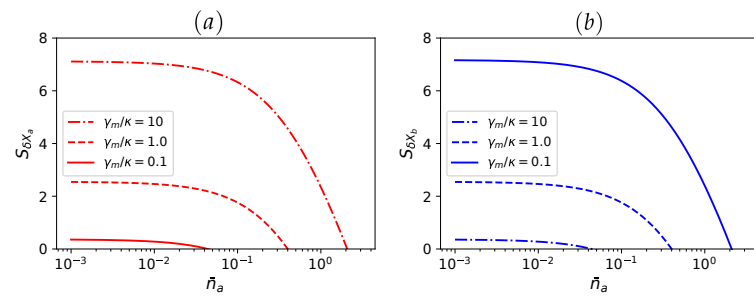 (a)
8
6
4
2
0
S_{δX_a}
γ_m/κ = 10
γ_m/κ = 1.0
γ_m/κ = 0.1
10^{-3} 10^{-2} 10^{-1} 10^{0}
n̄_a
(b)
8
6
4
2
0
S_{δX_b}
γ_m/κ = 10
γ_m/κ = 1.0
γ_m/κ = 0.1
10^{-3} 10^{-2} 10^{-1} 10^{0}
n̄_a